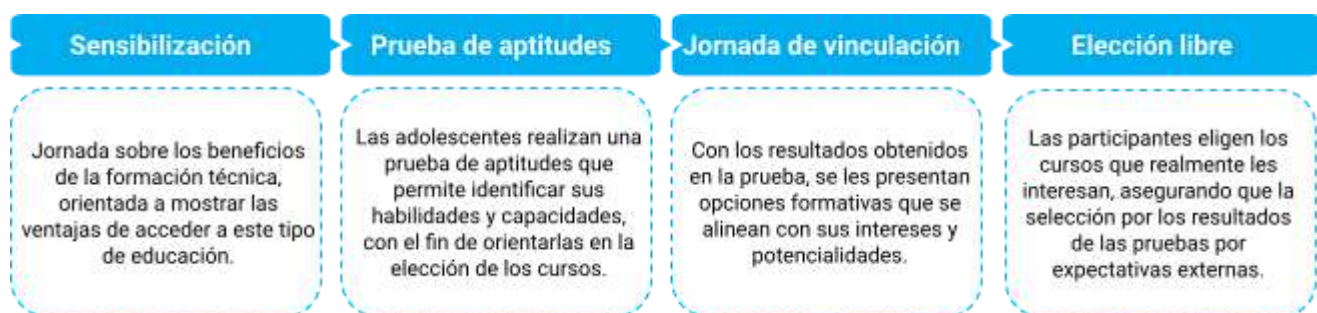 Sensibilización
Prueba de aptitudes
Jornada de vinculación
Elección libre
Jornada sobre los beneficios
de la formación técnica,
orientada a mostrar las
ventajas de acceder a este tipo
de educación.
Las adolescentes realizan una
prueba de aptitudes que
permite identificar sus
habilidades y capacidades,
con el fin de orientarlas en la
elección de los cursos.
Con los resultados obtenidos
en la prueba, se les presentan
opciones formativas que se
alinean con sus intereses y
potencialidades.
Las participantes eligen los
cursos que realmente les
interesan, asegurando que la
selección por los resultados
de las pruebas por
expectativas externas.